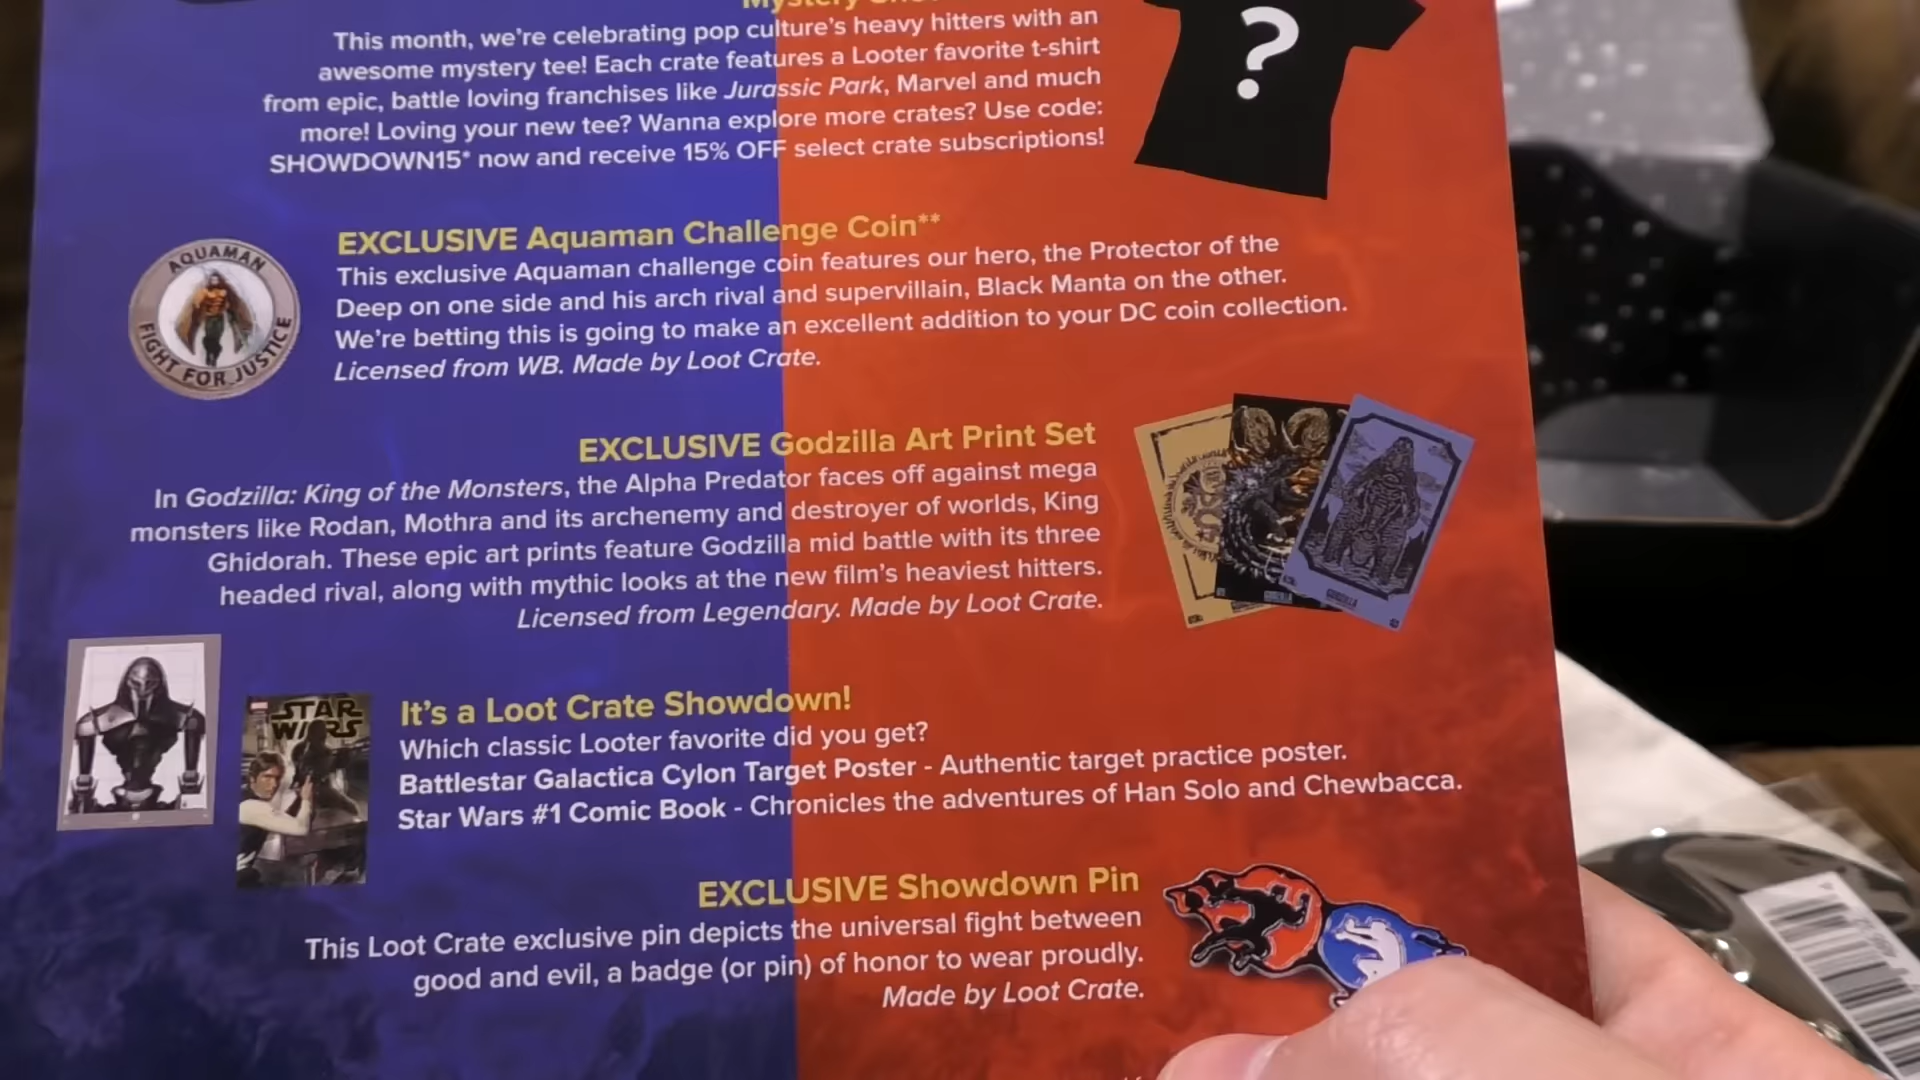 Mystery
This month, we're celebrating pop culture's heavy hitters with an
awesome mystery tee! Each crate features a Looter favorite t-shirt
from epic, battle loving franchises like Jurassic Park, Marvel and much
more! Loving your new tee? Wanna explore more crates? Use code:
SHOWDOWN15* now and receive 15% OFF select crate subscriptions!
?
EXCLUSIVE Aquaman Challenge Coin**
This exclusive Aquaman challenge coin features our hero, the Protector of the
Deep on one side and his arch rival and supervillain, Black Manta on the other.
We're betting this is going to make an excellent addition to your DC coin collection.
Licensed from WB. Made by Loot Crate.
AQUAMAN
FIGHT FOR JUSTICE
EXCLUSIVE Godzilla Art Print Set
In Godzilla: King of the Monsters, the Alpha Predator faces off against mega
monsters like Rodan, Mothra and its archenemy and destroyer of worlds, King
Ghidorah. These epic art prints feature Godzilla mid battle with its three
headed rival, along with mythic looks at the new film's heaviest hitters.
Licensed from Legendary. Made by Loot Crate.
GODZILLA
STAR
WARS
It's a Loot Crate Showdown!
Which classic Looter favorite did you get?
Battlestar Galactica Cylon Target Poster - Authentic target practice poster.
Star Wars #1 Comic Book - Chronicles the adventures of Han Solo and Chewbacca.
EXCLUSIVE Showdown Pin
This Loot Crate exclusive pin depicts the universal fight between
good and evil, a badge (or pin) of honor to wear proudly.
Made by Loot Crate.